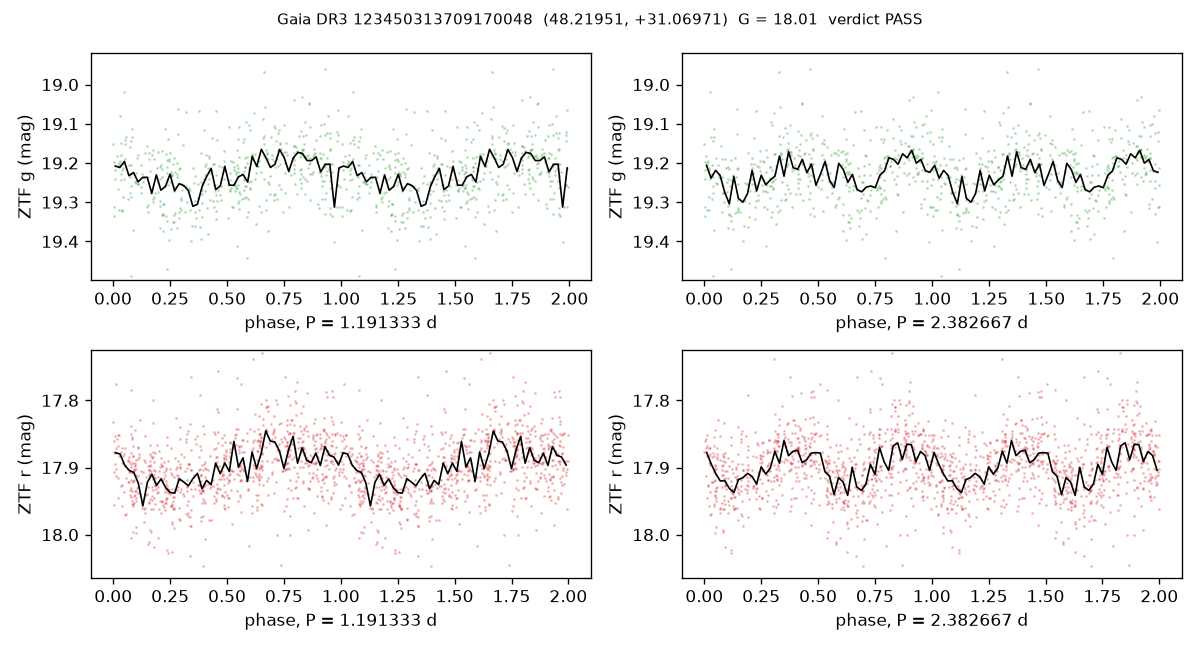 Gaia DR3 123450313709170048  (48.21951, +31.06971)  G = 18.01  verdict PASS
ZTF g (mag)
19.0
19.1
19.2
19.3
19.4
0.00 0.25 0.50 0.75 1.00 1.25 1.50 1.75 2.00
phase, P = 1.191333 d
ZTF g (mag)
19.0
19.1
19.2
19.3
19.4
0.00 0.25 0.50 0.75 1.00 1.25 1.50 1.75 2.00
phase, P = 2.382667 d
ZTF r (mag)
17.8
17.9
18.0
0.00 0.25 0.50 0.75 1.00 1.25 1.50 1.75 2.00
phase, P = 1.191333 d
ZTF r (mag)
17.8
17.9
18.0
0.00 0.25 0.50 0.75 1.00 1.25 1.50 1.75 2.00
phase, P = 2.382667 d